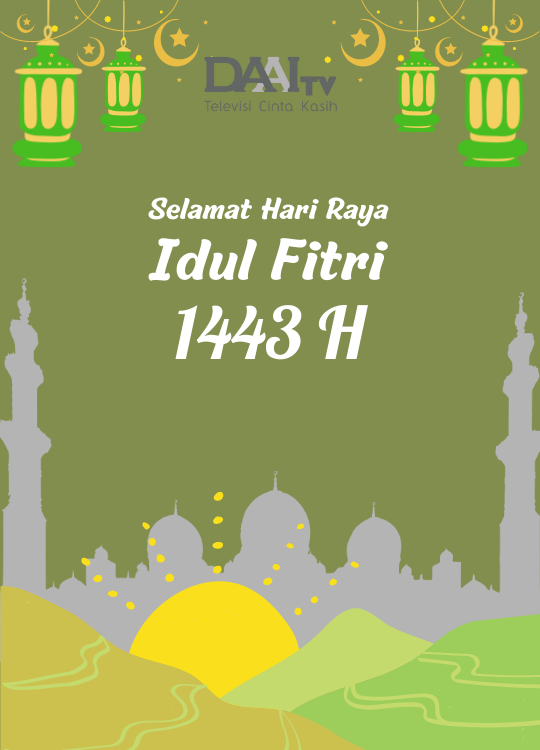 DAAI TV
Televisi Cinta Kasih
Selamat Hari Raya
Idul Fitri
1443 H